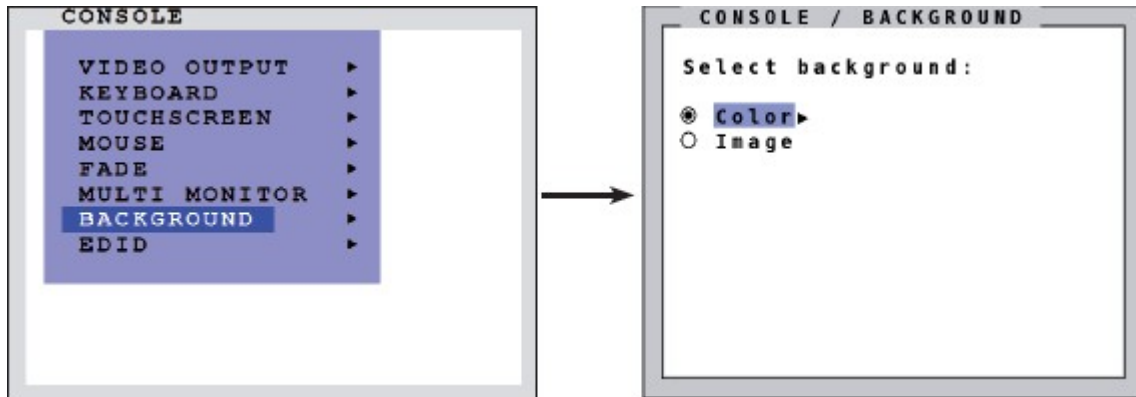 CONSOLE
VIDEO OUTPUT
KEYBOARD
TOUCHSCREEN
MOUSE
FADE
MULTI MONITOR
BACKGROUND
EDID
CONSOLE / BACKGROUND
Select background:
Color
Image